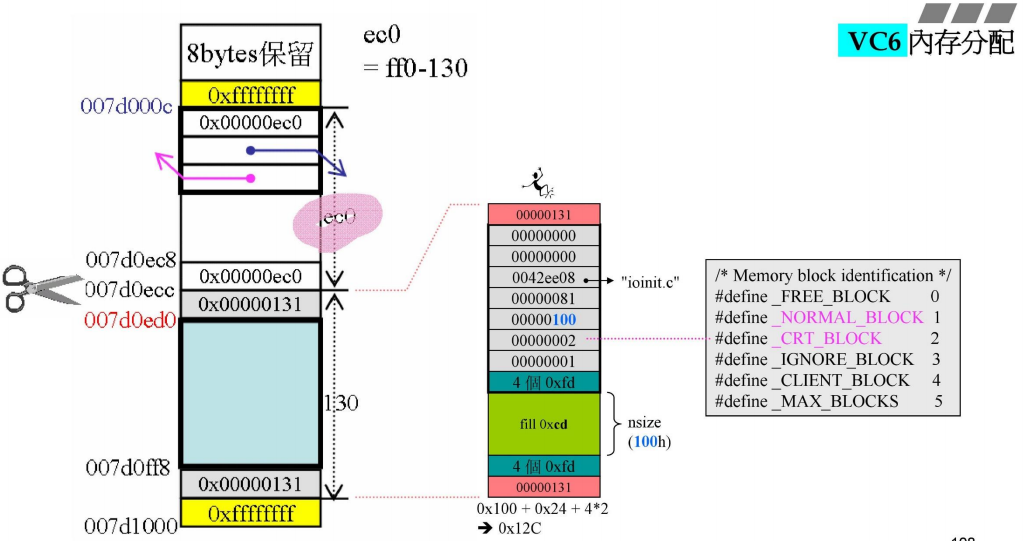 VC6 內存分配
8bytes保留
0xffffffff
ec0
= ff0-130
007d000c
0x00000ec0
ec0
007d0ec8
0x00000ec0
007d0ecc
0x00000131
007d0ed0
130
007d0ff8
0x00000131
0xffffffff
007d1000
00000131
00000000
00000000
0042ee08
"ioinit.c"
00000081
00000100
00000002
00000001
4 個 0xfd
fill 0xcd
nsize
(100h)
4 個 0xfd
00000131
0x100 + 0x24 + 4*2
➔ 0x12C
/* Memory block identification */
#define _FREE_BLOCK 0
#define _NORMAL_BLOCK 1
#define _CRT_BLOCK 2
#define _IGNORE_BLOCK 3
#define _CLIENT_BLOCK 4
#define _MAX_BLOCKS 5